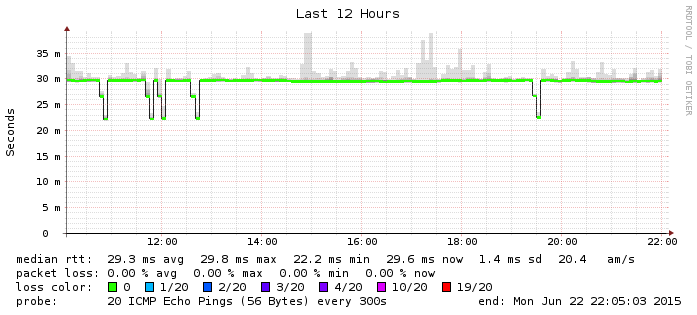 Last 12 Hours
RRDTOOL / TOBI OETIKER
Seconds
35 m
30 m
25 m
20 m
15 m
10 m
5 m
0
12:00 14:00 16:00 18:00 20:00 22:00
median rtt: 29.3 ms avg 29.8 ms max 22.2 ms min 29.6 ms now 1.4 ms sd 20.4 am/s
packet loss: 0.00 % avg 0.00 % max 0.00 % min 0.00 % now
loss color: 0 1/20 2/20 3/20 4/20 10/20 19/20
probe: 20 ICMP Echo Pings (56 Bytes) every 300s end: Mon Jun 22 22:05:03 2015